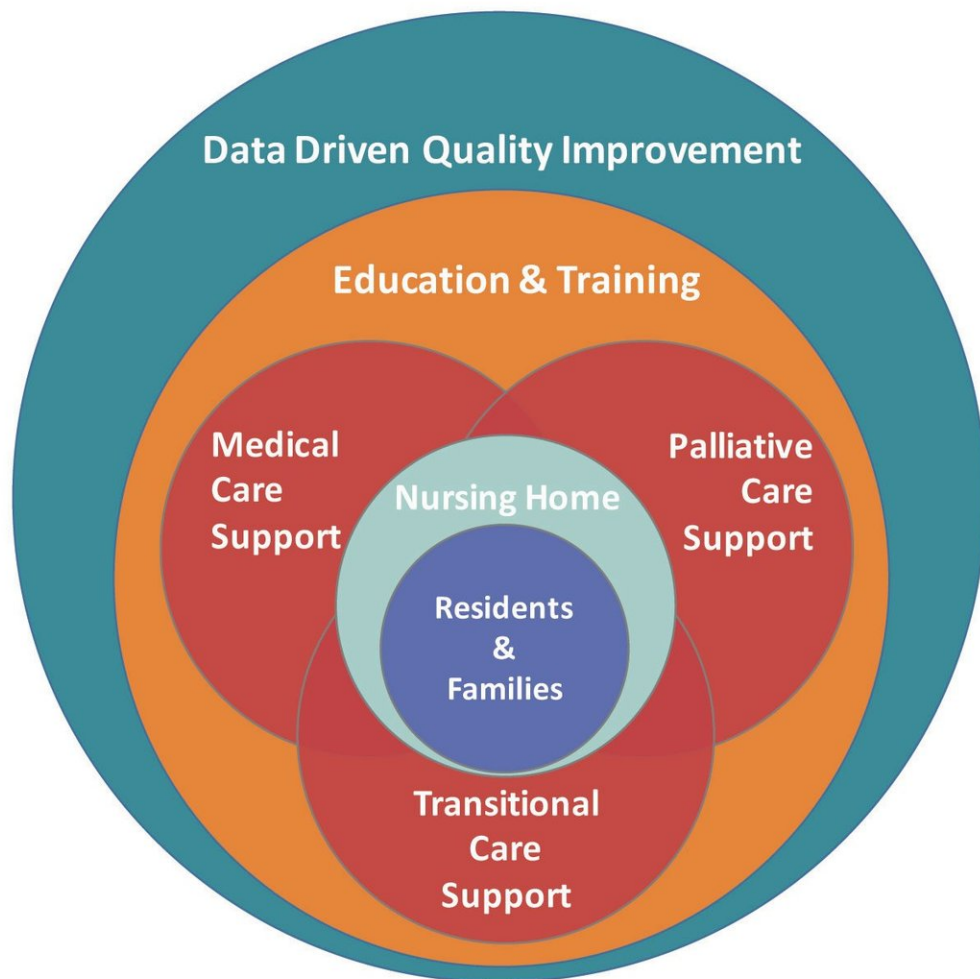 Data Driven Quality Improvement
Education & Training
Medical
Care
Support
Palliative
Care
Support
Nursing Home
Residents
&
Families
Transitional
Care
Support